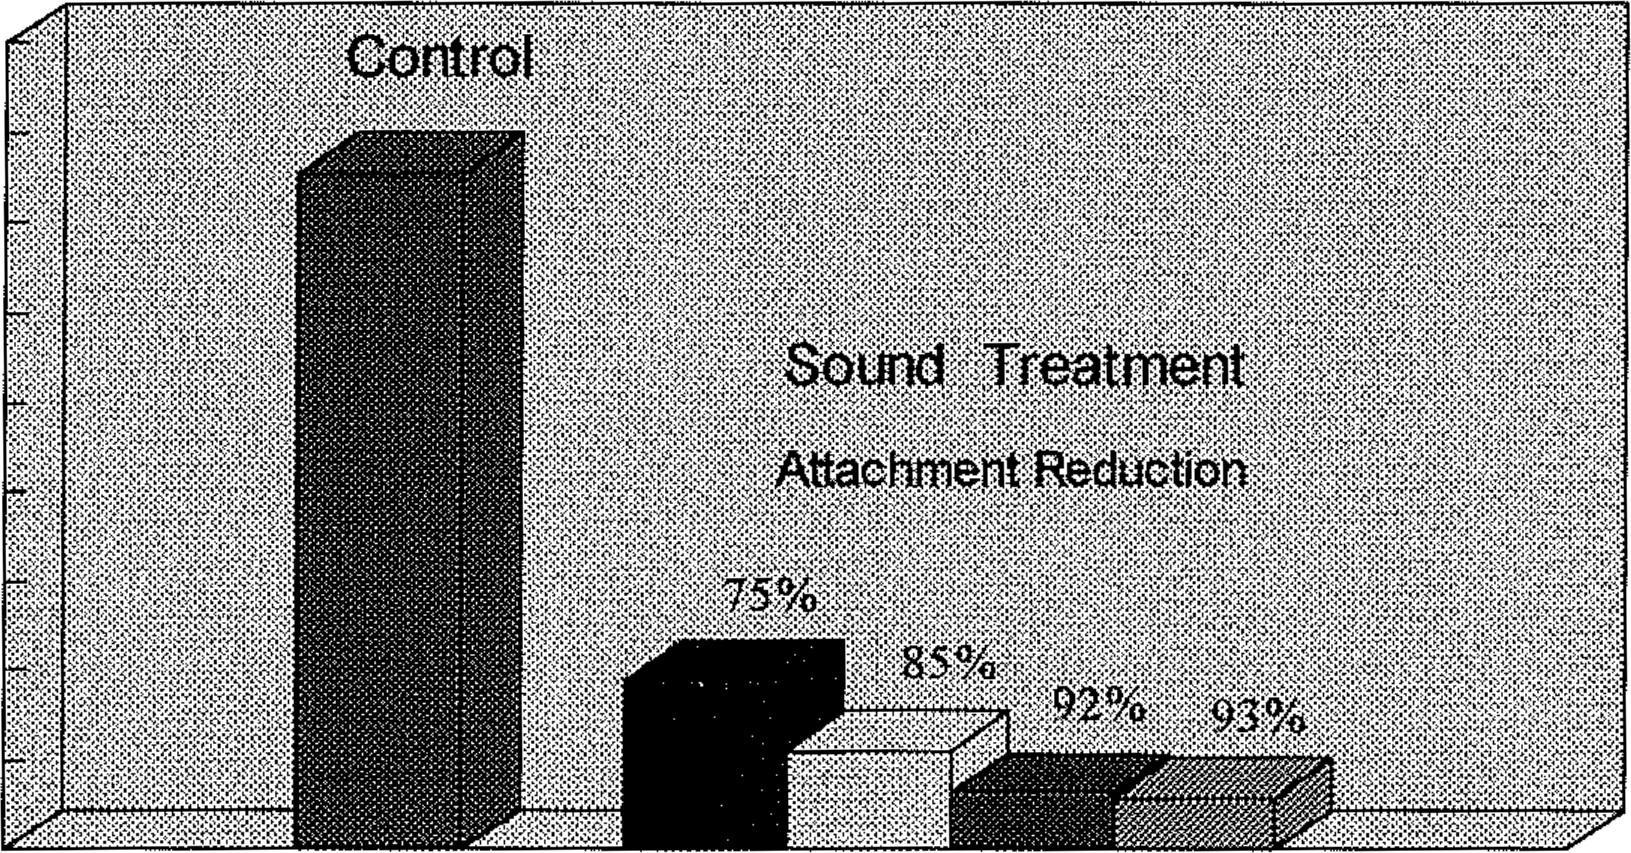 Control
Sound Treatment
Attachment Reduction
75%
85%
92%
93%